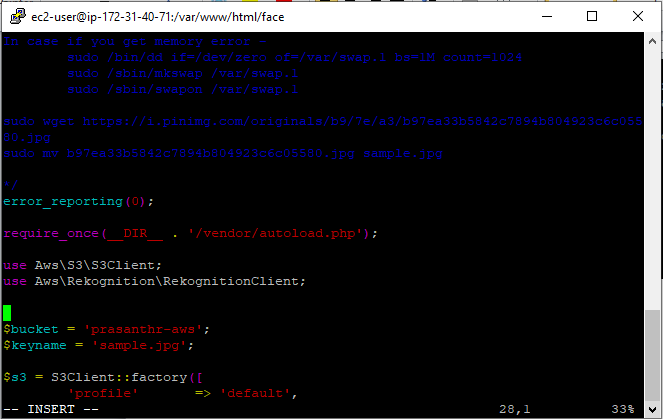 ec2-user@ip-172-31-40-71:/var/www/html/face
In case if you get memory error -
sudo /bin/dd if=/dev/zero of=/var/swap.1 bs=1M count=1024
sudo /sbin/mkswap /var/swap.1
sudo /sbin/swapon /var/swap.1
sudo wget https://i.pinimg.com/originals/b9/7e/a3/b97ea33b5842c7894b804923c6c055
80.jpg
sudo mv b97ea33b5842c7894b804923c6c05580.jpg sample.jpg
*/
error_reporting(0);
require_once(__DIR__ . '/vendor/autoload.php');
use Aws\S3\S3Client;
use Aws\Rekognition\RekognitionClient;
$bucket = 'prasanthr-aws';
$keyname = 'sample.jpg';
$s3 = S3Client::factory([
'profile' => 'default',
-- INSERT -- 28,1 33%